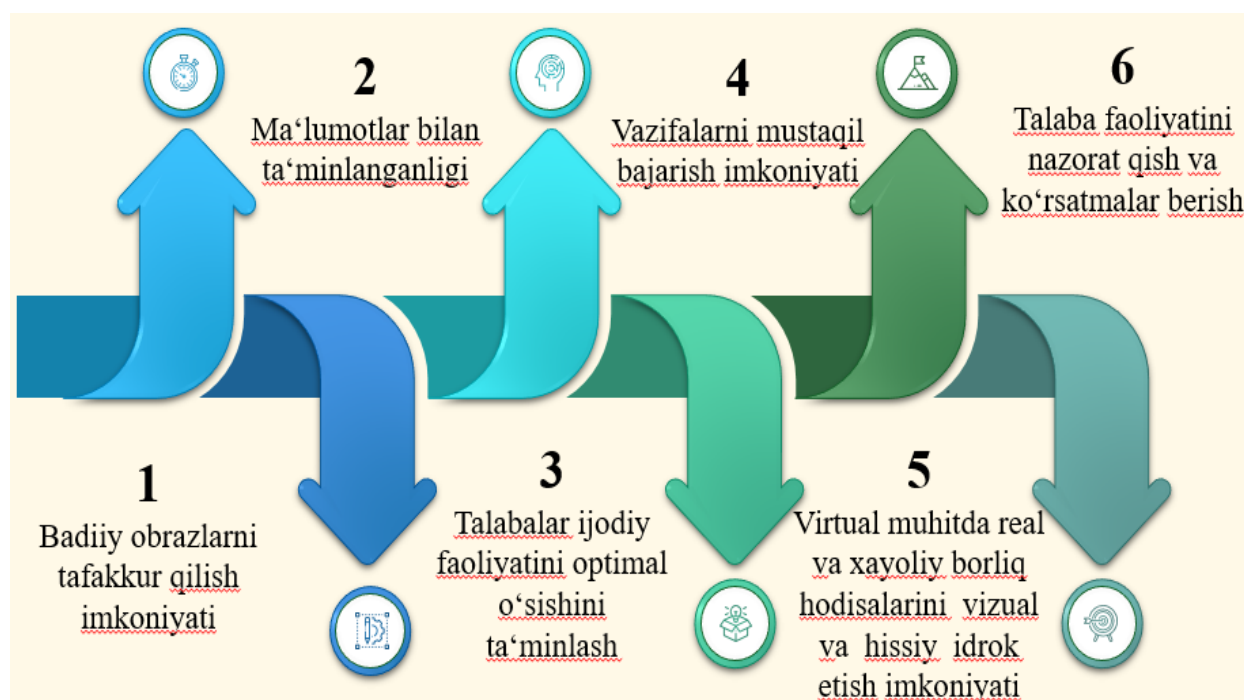 1
Badiiy obrazlarni
tafakkur qilish
imkoniyati
2
Ma‘lumotlar bilan
ta‘minlanganligi
3
Talabalar ijodiy
faoliyatini optimal
o‘sishini
ta‘minlash
4
Vazifalarni mustaqil
bajarish imkoniyati
5
Virtual muhitda real
va xayoliy borliq
hodisalarini vizual
va hissiy idrok
etish imkoniyati
6
Talaba faoliyatini
nazorat qish va
ko‘rsatmalar berish